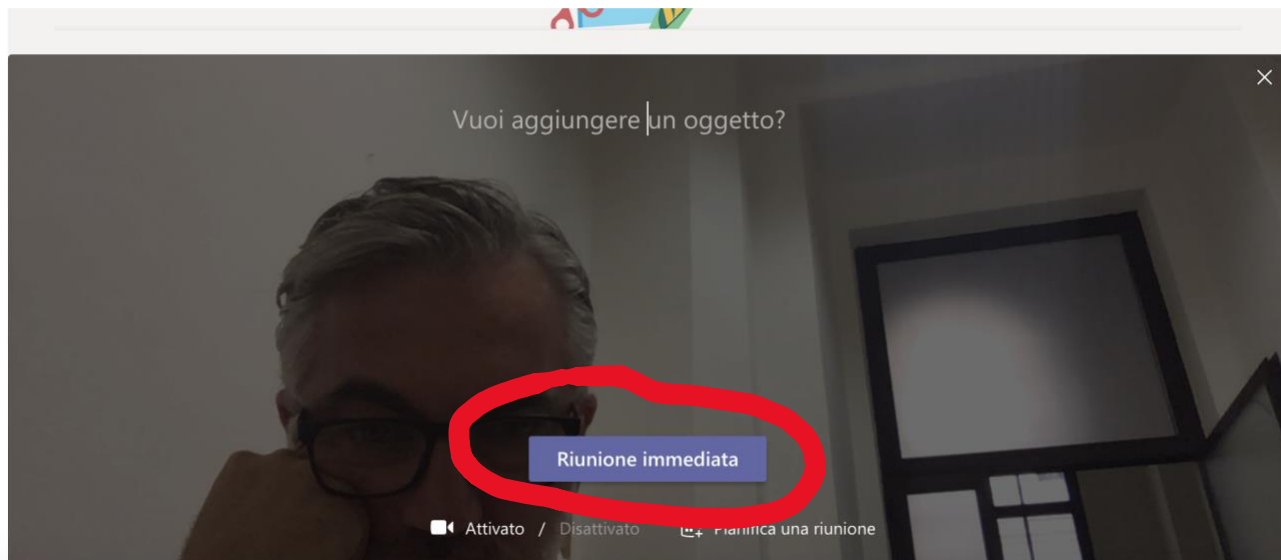 Vuoi aggiungere un oggetto?
Riunione immediata
Attivato / Disattivato Pianifica una riunione